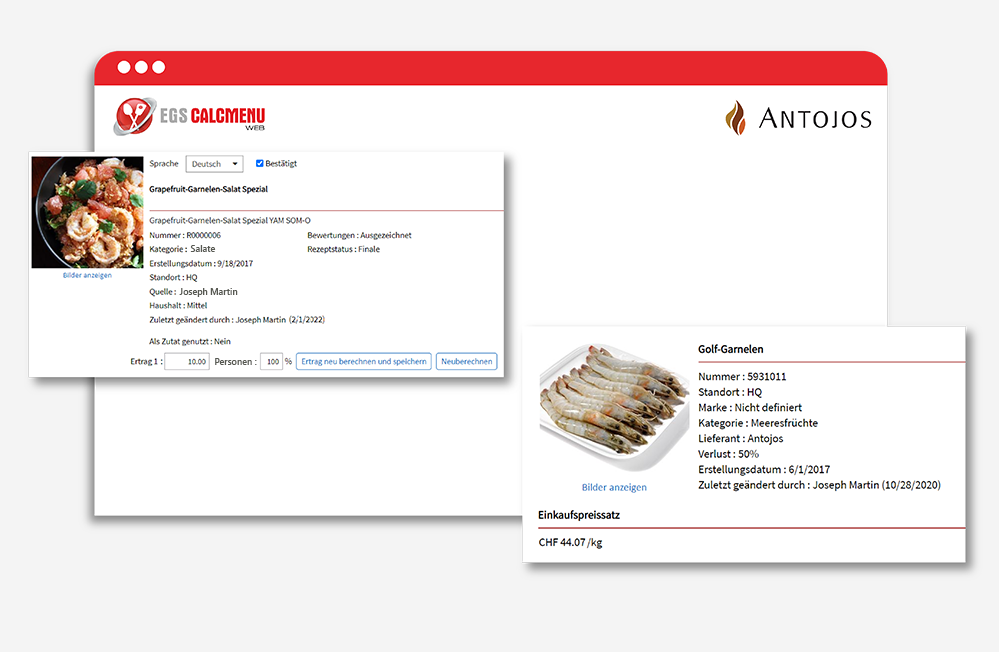 EGS CALCMENU
WEB
ANTOJOS
Sprache Deutsch Bestätigt
Grapefruit-Garnelen-Salat Spezial
Grapefruit-Garnelen-Salat Spezial YAM SOM-O
Nummer : R0000006 Bewertungen : Ausgezeichnet
Kategorie : Salate Rezeptstatus : Finale
Erstellungsdatum : 9/18/2017
Bilder anzeigen
Standort : HQ
Quelle : Joseph Martin
Haushalt : Mittel
Zuletzt geändert durch : Joseph Martin (2/1/2022)
Als Zutat genutzt : Nein
Ertrag 1 : 10.00 Personen : 100 % Ertrag neu berechnen und speichern Neuberechnen
Golf-Garnelen
Nummer : 5931011
Standort : HQ
Marke : Nicht definiert
Kategorie : Meeresfrüchte
Lieferant : Antojos
Verlust : 50%
Erstellungsdatum : 6/1/2017
Zuletzt geändert durch : Joseph Martin (10/28/2020)
Bilder anzeigen
Einkaufspreissatz
CHF 44.07 /kg